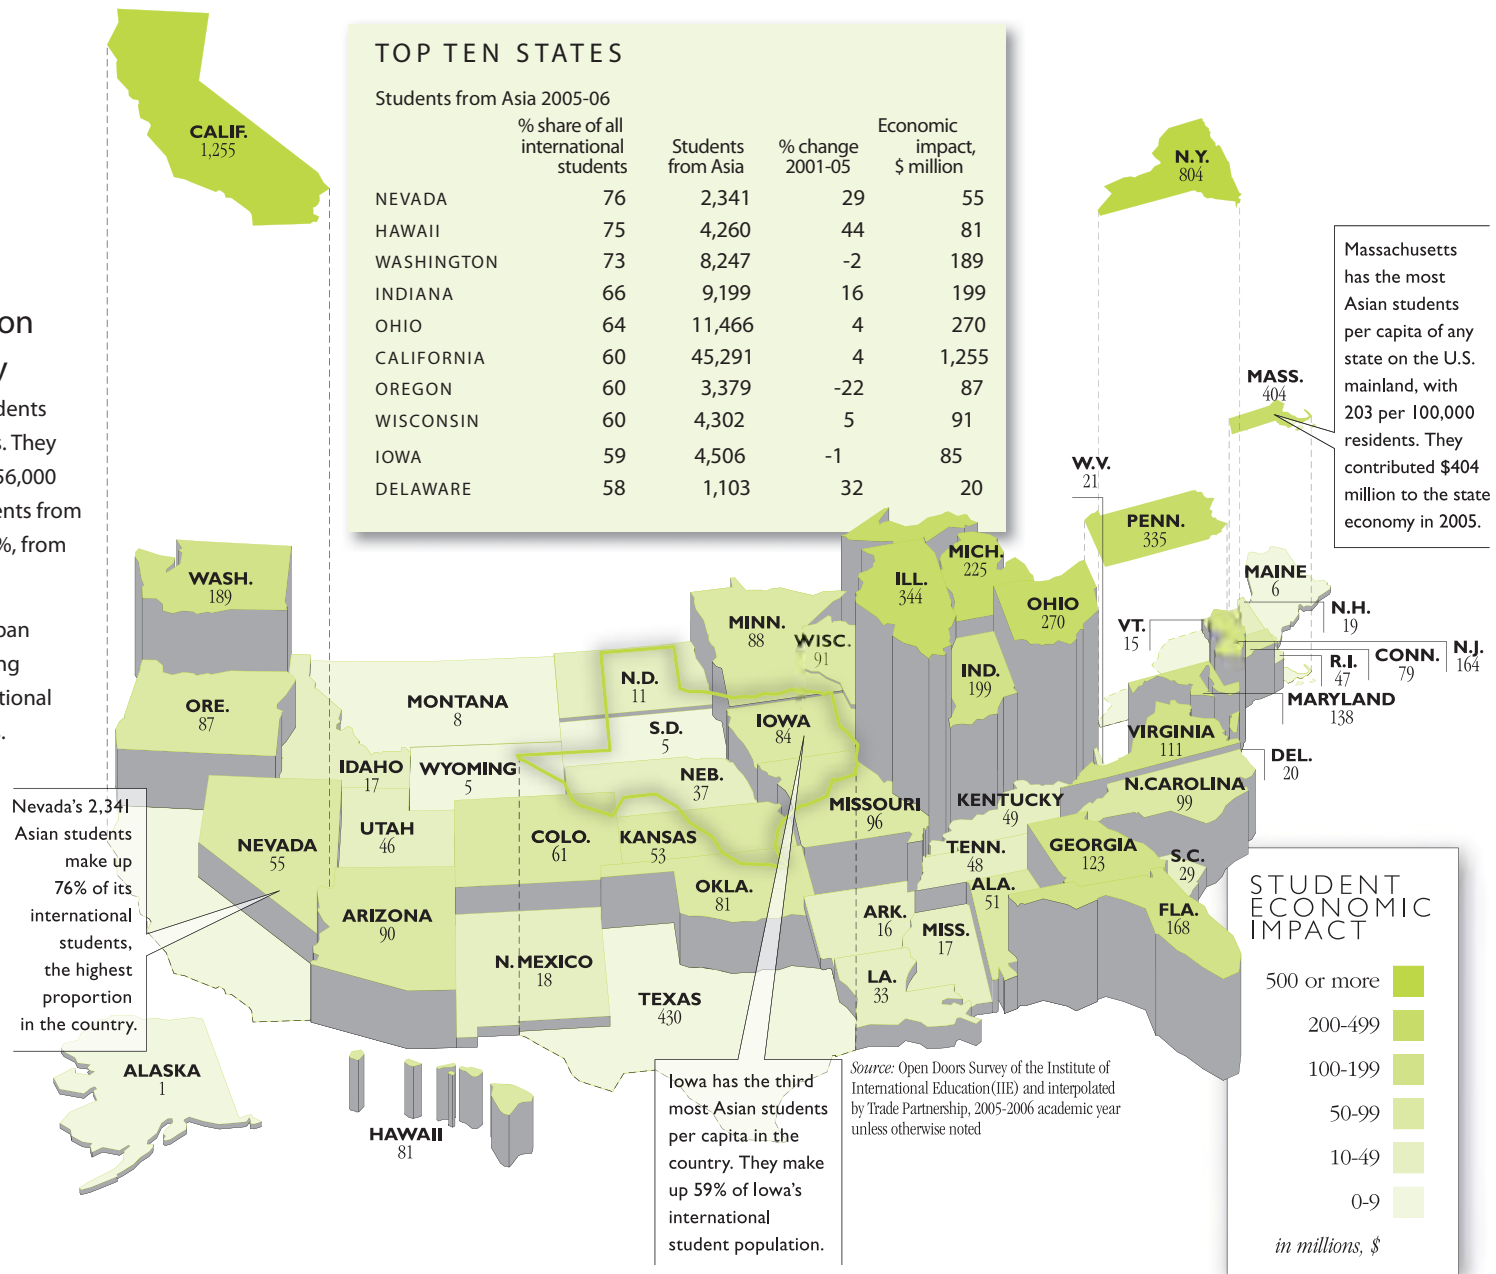 TOP TEN STATES
Students from Asia 2005-06
% share of all international students Students from Asia % change 2001-05 Economic impact, $ million
NEVADA 76 2,341 29 55
HAWAII 75 4,260 44 81
WASHINGTON 73 8,247 -2 189
INDIANA 66 9,199 16 199
OHIO 64 11,466 4 270
CALIFORNIA 60 45,291 4 1,255
OREGON 60 3,379 -22 87
WISCONSIN 60 4,302 5 91
IOWA 59 4,506 -1 85
DELAWARE 58 1,103 32 20
CALIF.
1,255
N.Y.
804
Massachusetts
has the most
Asian students
per capita of any
state on the U.S.
mainland, with
203 per 100,000
residents. They
contributed $404
million to the state
economy in 2005.
on
y
dents
s. They
56,000
ents from
%, from
pan
ng
tional
s.
MASS.
404
W.V.
21
PENN.
335
WASH.
189
MICH.
225
ILL.
344
OHIO
270
MAINE
6
N.H.
19
VT.
15
N.J.
164
CONN.
79
R.I.
47
MARYLAND
138
MINN.
88
WISC.
91
IND.
199
N.D.
11
MONTANA
8
ORE.
87
S.D.
5
IOWA
84
VIRGINIA
111
DEL.
20
IDAHO
17
WYOMING
5
NEB.
37
MISSOURI
96
KENTUCKY
49
N.CAROLINA
99
Nevada's 2,341
Asian students
make up
76% of its
international
students,
the highest
proportion
in the country.
NEVADA
55
UTAH
46
COLO.
61
KANSAS
53
TENN.
48
GEORGIA
123
S.C.
29
OKLA.
81
ALA.
51
ARIZONA
90
ARK.
16
MISS.
17
FLA.
168
N. MEXICO
18
LA.
33
TEXAS
430
ALASKA
1
HAWAII
81
Iowa has the third
most Asian students
per capita in the
country. They make
up 59% of Iowa's
international
student population.
Source: Open Doors Survey of the Institute of
International Education(IIE) and interpolated
by Trade Partnership, 2005-2006 academic year
unless otherwise noted
STUDENT
ECONOMIC
IMPACT
500 or more
200-499
100-199
50-99
10-49
0-9
in millions, $